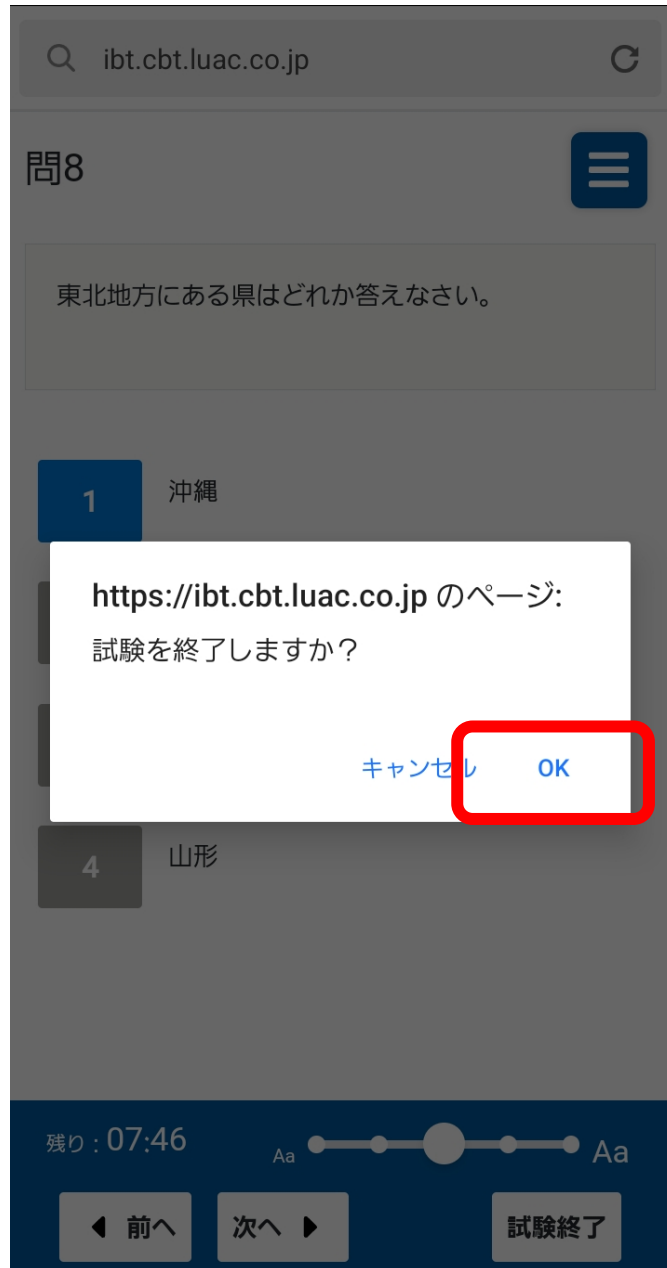 ibt.cbt.luac.co.jp
問8
東北地方にある県はどれか答えなさい。
1 沖縄
https://ibt.cbt.luac.co.jp のページ:
試験を終了しますか?
キャンセル OK
4 山形
残り : 07:46 Aa Aa
前へ 次へ 試験終了